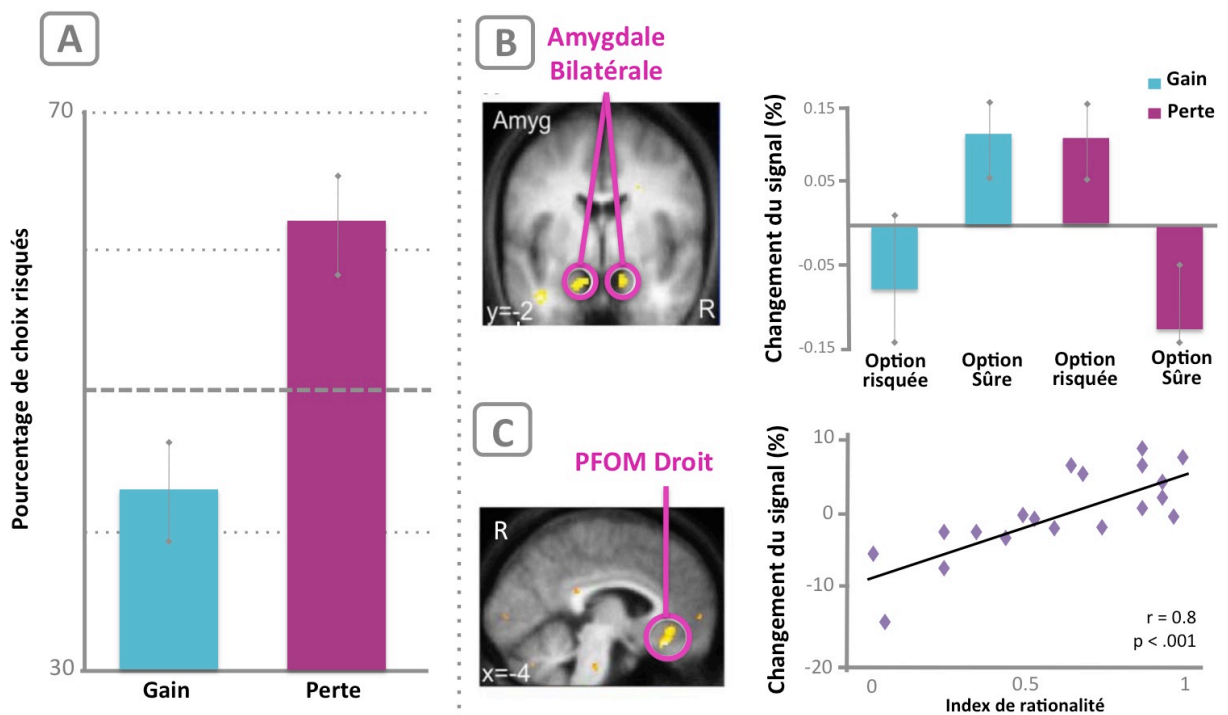 A
70
30
Pourcentage de choix risqués
Gain
Perte
B
Amygdale
Bilatérale
Amyg
y=-2
R
Gain
Perte
Changement du signal (%)
0.15
0.05
-0.05
-0.15
Option
risquée
Option
Sûre
Option
risquée
Option
Sûre
C
PFOM Droit
R
x=-4
Changement du signal (%)
10
0
-10
-20
r = 0.8
p < .001
0
0.5
1
Index de rationalité